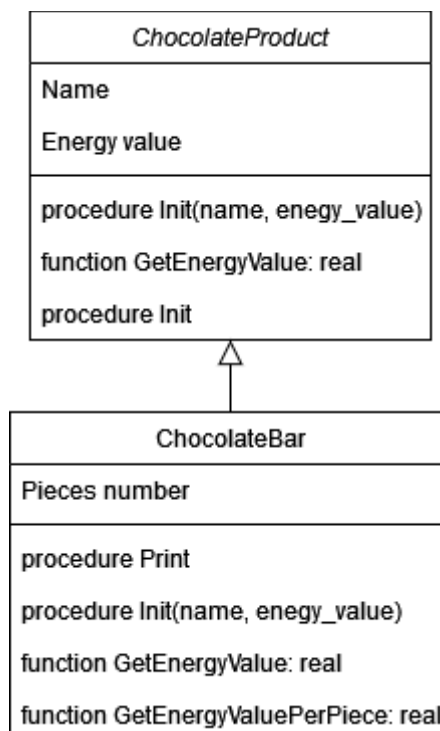 ChocolateProduct
Name
Energy value
procedure Init(name, enegy_value)
function GetEnergyValue: real
procedure Init
ChocolateBar
Pieces number
procedure Print
procedure Init(name, enegy_value)
function GetEnergyValue: real
function GetEnergyValuePerPiece: real